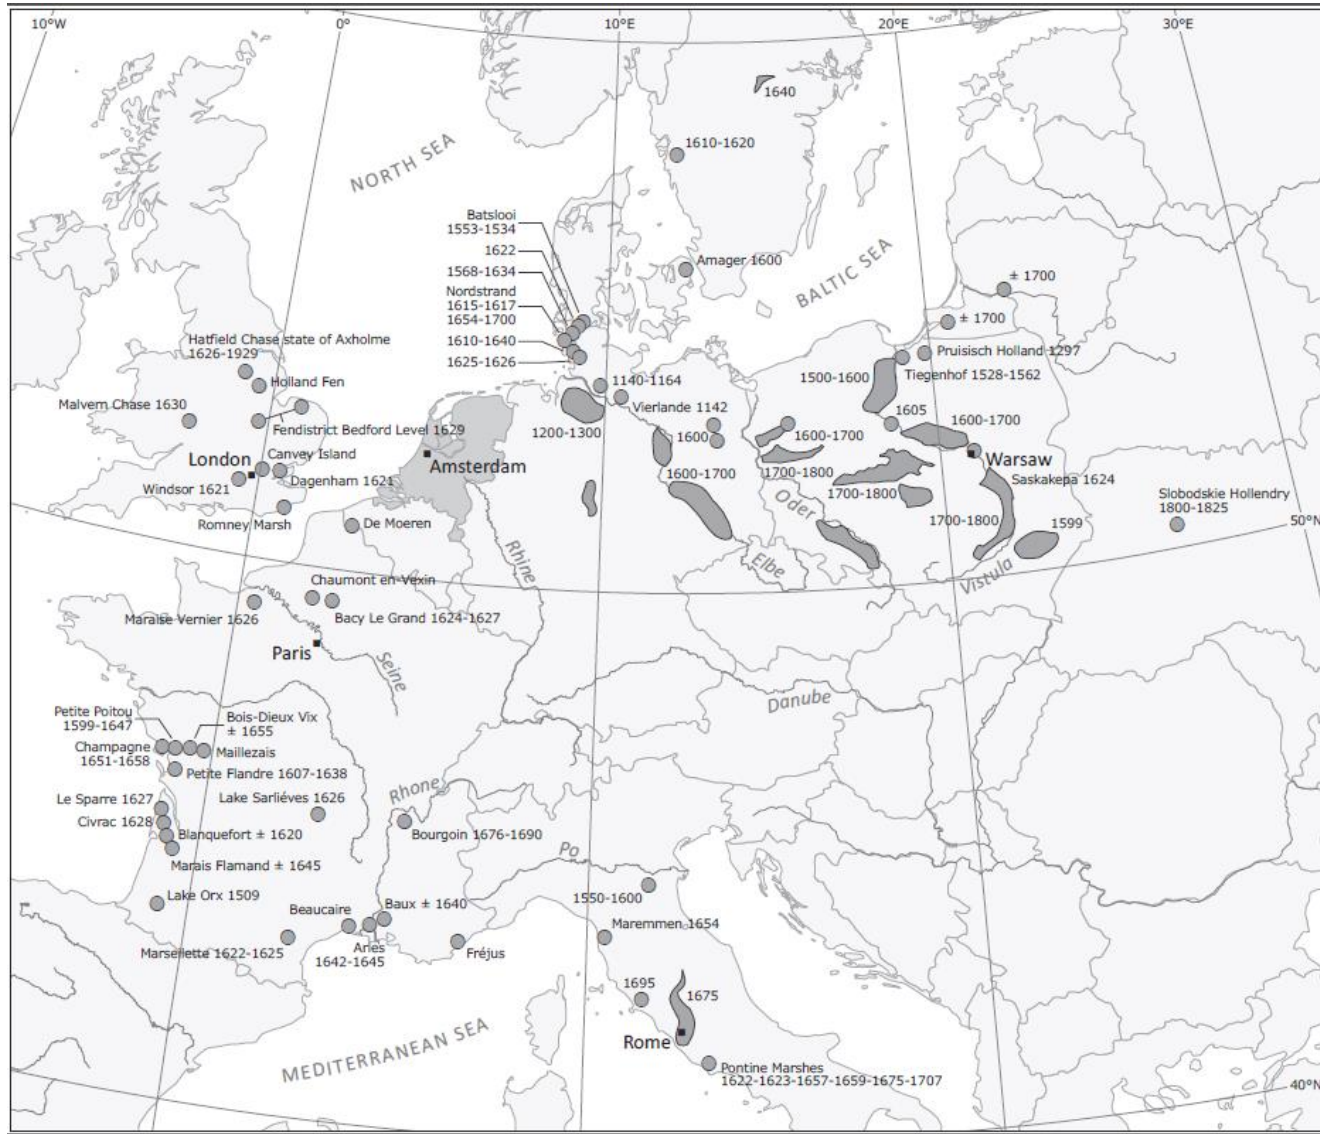 10°W
0°
10°E
20°E
30°E
1640
1610-1620
NORTH SEA
Batslooi
1553-1534
1622
1568-1634
Nordstrand
1615-1617
1654-1700
1610-1640
1625-1626
Amager 1600
BALTIC SEA
± 1700
± 1700
Hatfield Chase state of Axholme
1626-1929
Holland Fen
Malvem Chase 1630
Fendistrict Bedford Level 1629
London
Canvey Island
Dagenham 1621
Windsor 1621
Romney Marsh
1140-1164
Vierlande 1142
1200-1300
1600
1600-1700
Amsterdam
Pruisisch Holland 1297
Tiegenhof 1528-1562
1500-1600
1605
1600-1700
1600-1700
1700-1800
1700-1800
Warsaw
Saskakepa 1624
1700-1800
1599
Slobodskie Hollendry
1800-1825
50°N
De Moeren
Rhine
Elbe
Oder
Vistula
Chaumont en-Vexin
Maraise Vernier 1626
Bacy Le Grand 1624-1627
Paris
Seine
Danube
Petite Poitou
1599-1647
Bois-Dieux Vix
± 1655
Champagne
1651-1658
Maillezais
Petite Flandre 1607-1638
Le Sparre 1627
Civrac 1628
Blanquefort ± 1620
Marais Flamand ± 1645
Lake Sarliéves 1626
Rhone
Bourgoin 1676-1690
Po
Lake Orx 1509
Beaucaire
Baux ± 1640
Marseillette 1622-1625
Arles
1642-1645
Fréjus
1550-1600
Maremmen 1654
1695
1675
Rome
MEDITERRANEAN SEA
Pontine Marshes
1622-1623-1657-1659-1675-1707
40°N